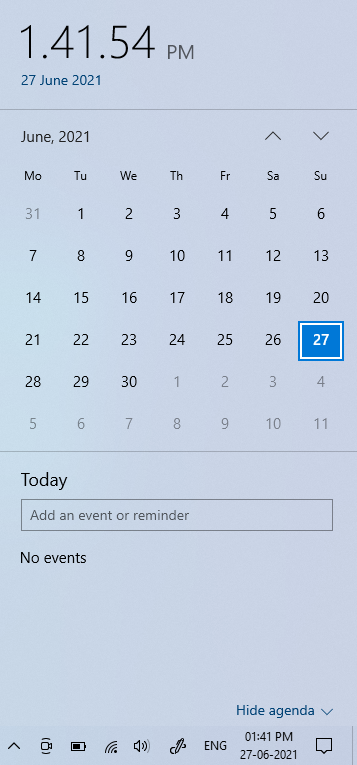 1.41.54 PM
27 June 2021
June, 2021
Mo Tu We Th Fr Sa Su
31 1 2 3 4 5 6
7 8 9 10 11 12 13
14 15 16 17 18 19 20
21 22 23 24 25 26 27
28 29 30 1 2 3 4
5 6 7 8 9 10 11
Today
Add an event or reminder
No events
Hide agenda
ENG 01:41 PM
27-06-2021